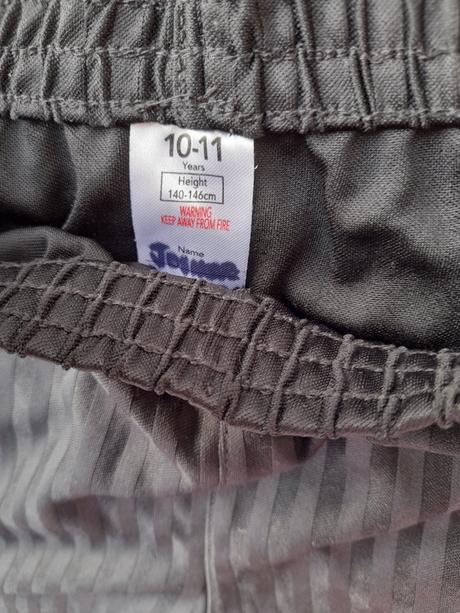 10-11
Years
Height
140-146cm
WARNING
KEEP AWAY FROM FIRE
Name